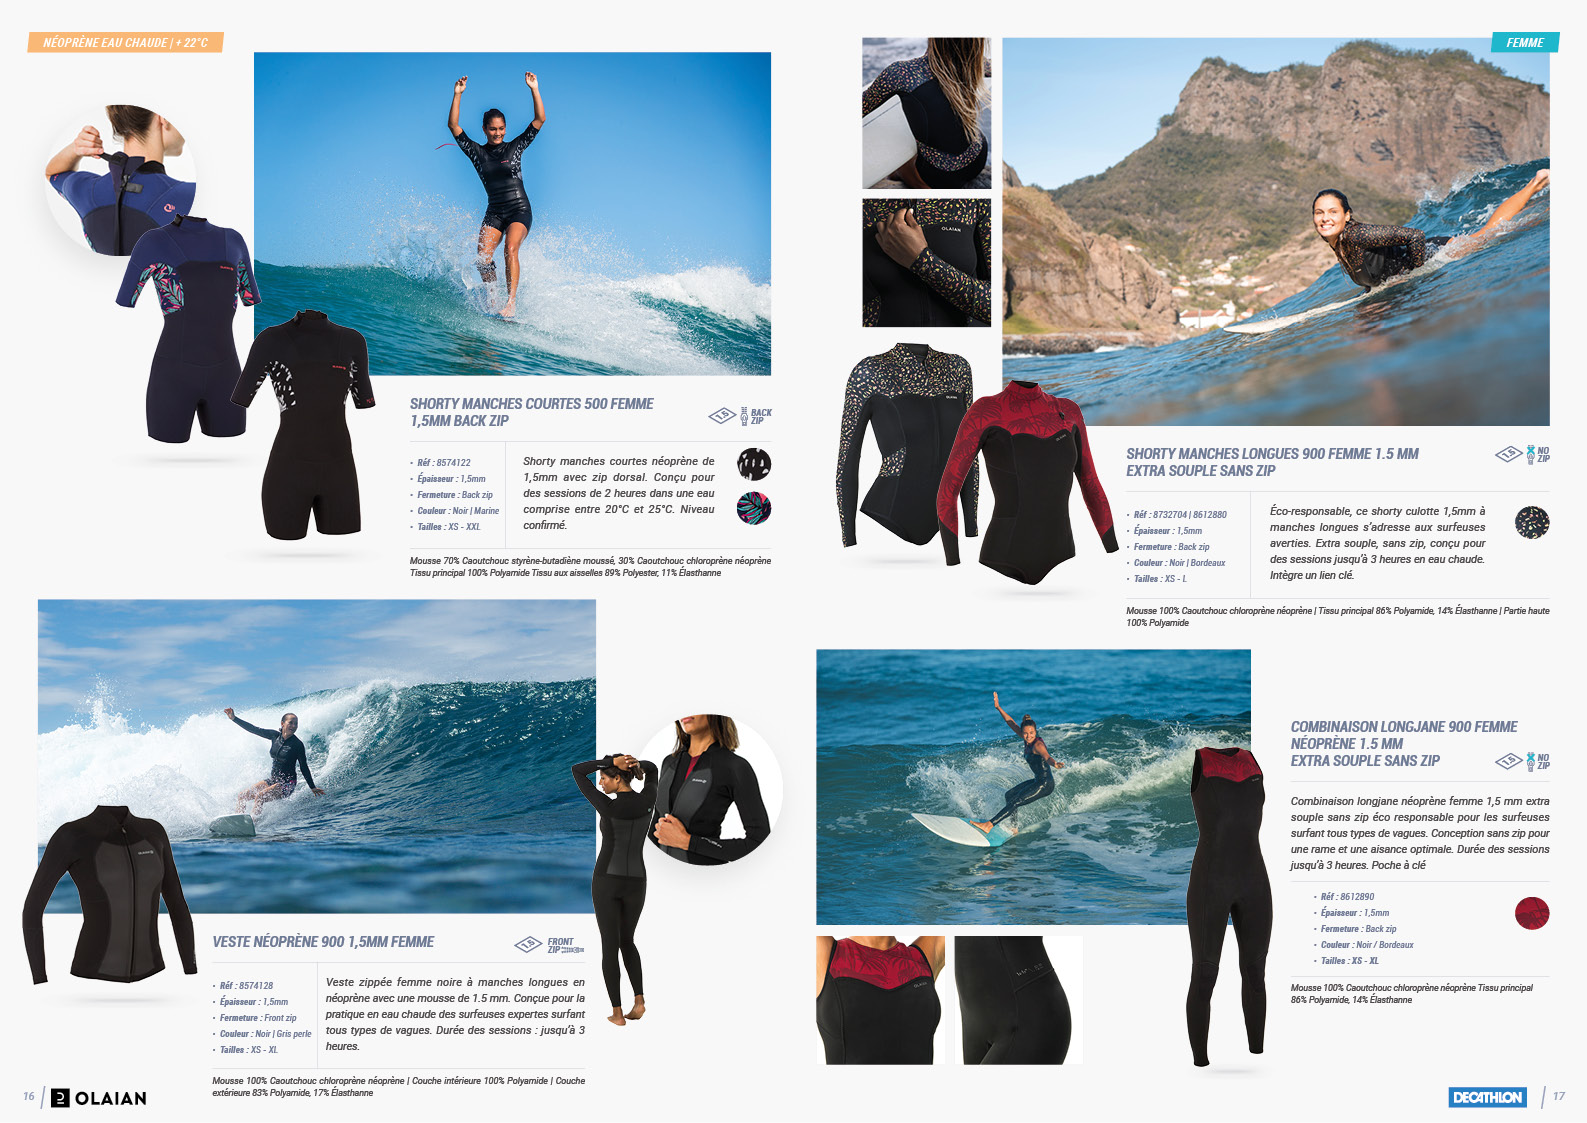 NÉOPRÈNE EAU CHAUDE | + 22°C
SHORTY MANCHES COURTES 500 FEMME
1,5MM BACK ZIP
1.5
BACK
ZIP
• Réf : 8574122
• Épaisseur : 1,5mm
• Fermeture : Back zip
• Couleur : Noir | Marine
• Tailles : XS - XXL
Shorty manches courtes néoprène de
1,5mm avec zip dorsal. Conçu pour
des sessions de 2 heures dans une eau
comprise entre 20°C et 25°C. Niveau
confirmé.
Mousse 70% Caoutchouc styrène-butadiène moussé, 30% Caoutchouc chloroprène néoprène
Tissu principal 100% Polyamide Tissu aux aisselles 89% Polyester, 11% Élasthanne
VESTE NÉOPRÈNE 900 1,5MM FEMME
1.5
FRONT
ZIP
• Réf : 8574128
• Épaisseur : 1,5mm
• Fermeture : Front zip
• Couleur : Noir | Gris perle
• Tailles : XS - XL
Veste zippée femme noire à manches longues en
néoprène avec une mousse de 1.5 mm. Conçue pour la
pratique en eau chaude des surfeuses expertes surfant
tous types de vagues. Durée des sessions : jusqu'à 3
heures.
Mousse 100% Caoutchouc chloroprène néoprène | Couche intérieure 100% Polyamide | Couche
extérieure 83% Polyamide, 17% Élasthanne
16
OLAIAN
FEMME
OLAIAN
SHORTY MANCHES LONGUES 900 FEMME 1.5 MM
EXTRA SOUPLE SANS ZIP
1.5
NO
ZIP
• Réf : 8732704 | 8612880
• Épaisseur : 1,5mm
• Fermeture : Back zip
• Couleur : Noir | Bordeaux
• Tailles : XS - L
Éco-responsable, ce shorty culotte 1,5mm à
manches longues s'adresse aux surfeuses
averties. Extra souple, sans zip, conçu pour
des sessions jusqu'à 3 heures en eau chaude.
Intègre un lien clé.
Mousse 100% Caoutchouc chloroprène néoprène | Tissu principal 86% Polyamide, 14% Élasthanne | Partie haute
100% Polyamide
COMBINAISON LONGJANE 900 FEMME
NÉOPRÈNE 1.5 MM
EXTRA SOUPLE SANS ZIP
1.5
NO
ZIP
Combinaison longjane néoprène femme 1,5 mm extra
souple sans zip éco responsable pour les surfeuses
surfant tous types de vagues. Conception sans zip pour
une rame et une aisance optimale. Durée des sessions
jusqu'à 3 heures. Poche à clé
• Réf : 8612890
• Épaisseur : 1,5mm
• Fermeture : Back zip
• Couleur : Noir / Bordeaux
• Tailles : XS - XL
Mousse 100% Caoutchouc chloroprène néoprène Tissu principal
86% Polyamide, 14% Élasthanne
DECATHLON
17